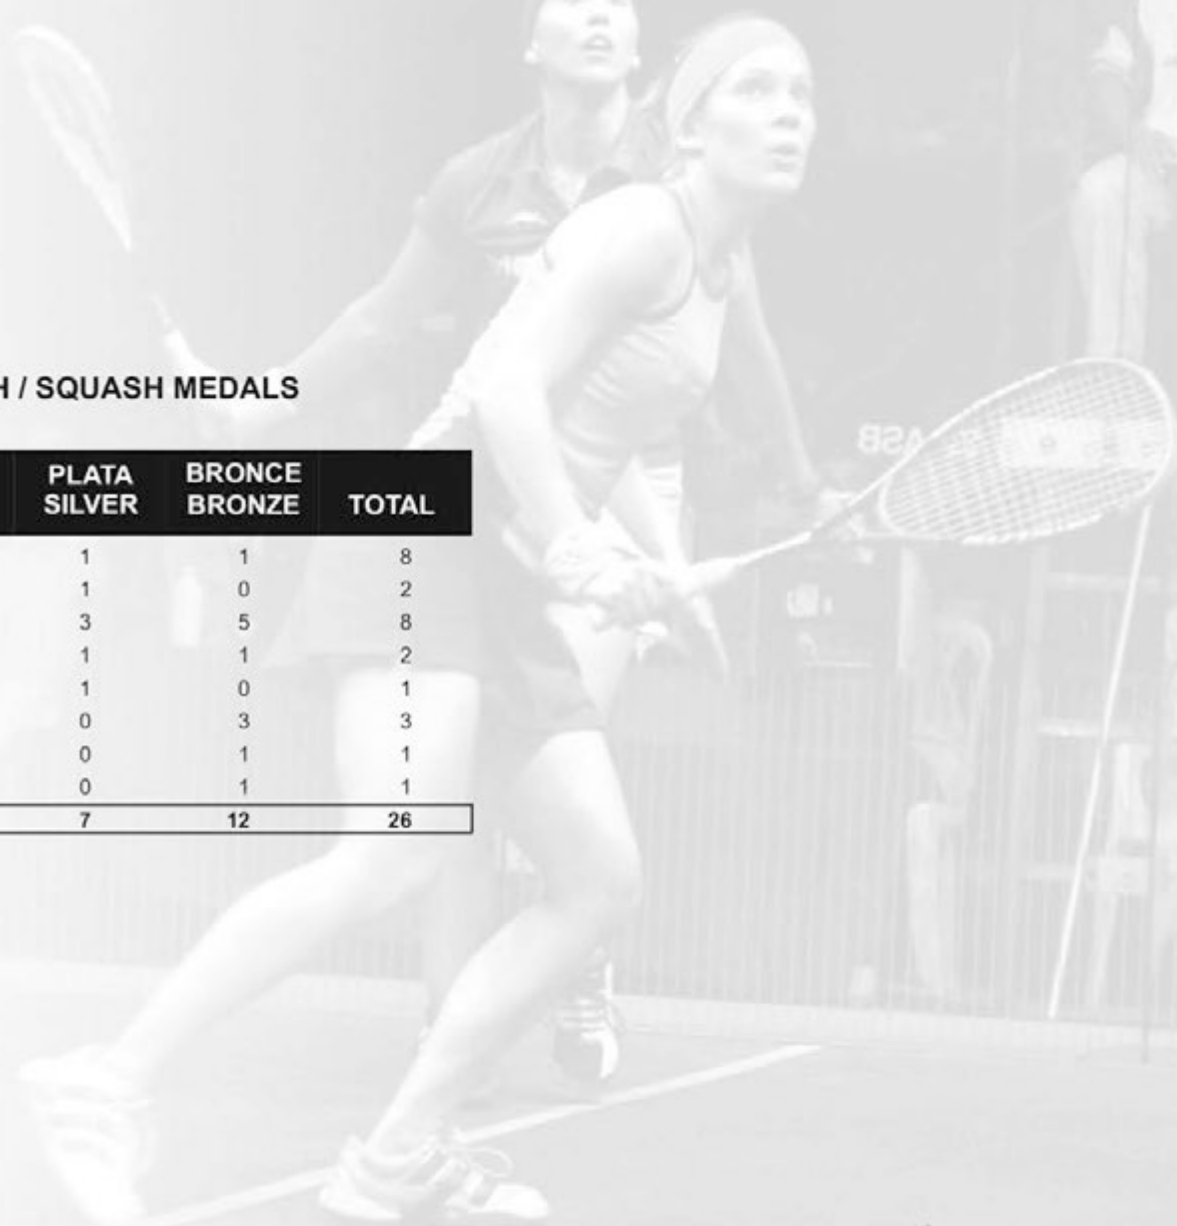 H / SQUASH MEDALS
PLATA BRONCE
SILVER BRONZE TOTAL
1 1 8
1 0 2
3 5 8
1 1 2
1 0 1
0 3 3
0 1 1
0 1 1
7 12 26
ASB